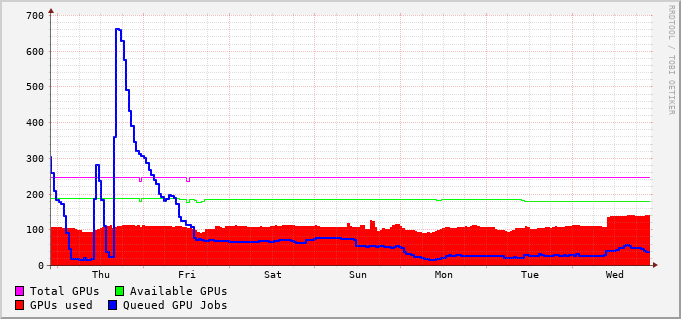 700
600
500
400
300
200
100
0
Thu Fri Sat Sun Mon Tue Wed
Total GPUs Available GPUs
GPUs used Queued GPU Jobs
RRDTOOL / TOBI OETIKER